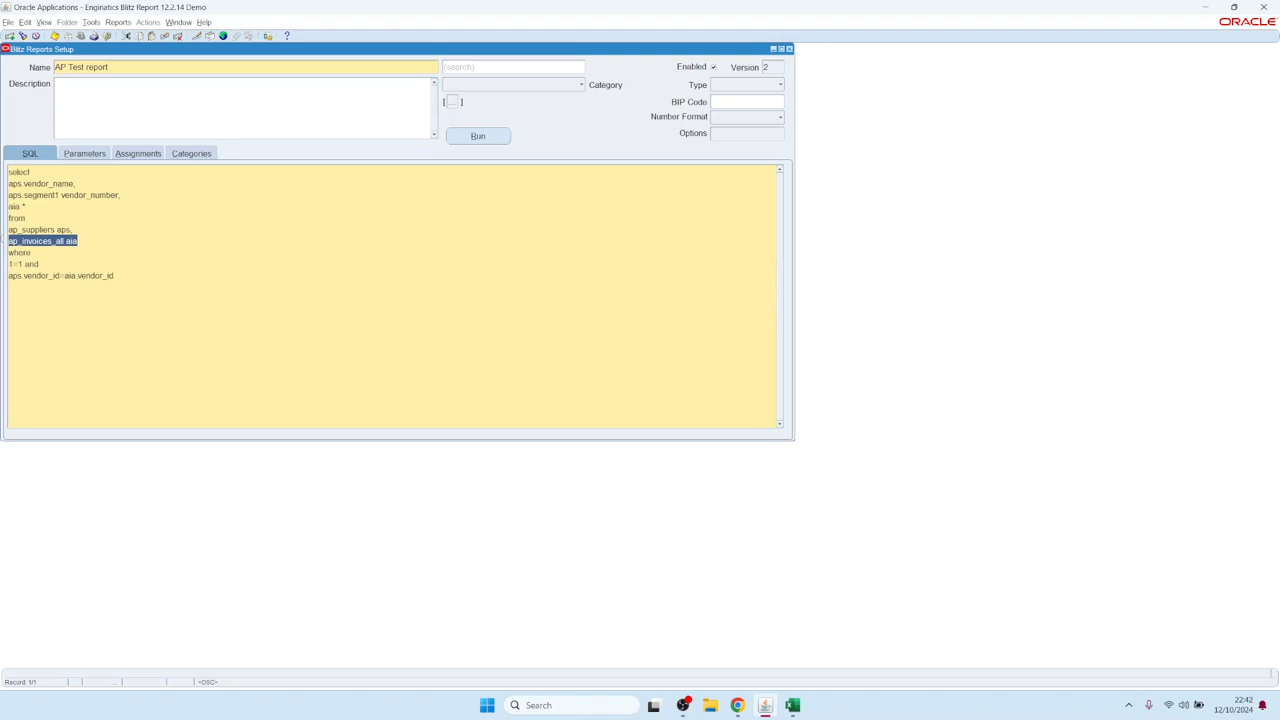 Oracle Applications - Enginatics Blitz Report 12.2.14 Demo
File Edit View Folder Tools Reports Actions Window Help
ORACLE
Blitz Reports Setup
Name AP Test report (search) Enabled Version 2
Description Category Type
[ ... ] BIP Code
Number Format
Run Options
SQL Parameters Assignments Categories
select
aps.vendor_name,
aps.segment1 vendor_number,
aia *
from
ap_suppliers aps,
ap_invoices_all aia
where
1=1 and
aps.vendor_id=aia.vendor_id
Record: 1/1 ... <OSC>
Search
22:42
12/10/2024